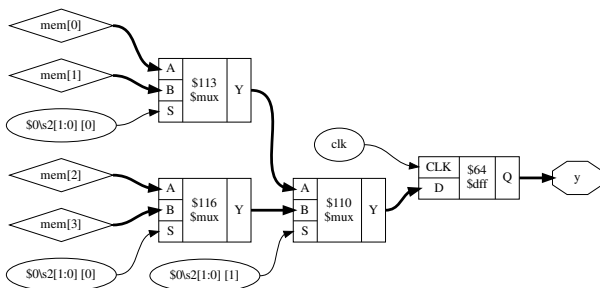 mem[0]
mem[1]
$0\s2[1:0] [0]
A
B
S
$113
$mux
Y
mem[2]
mem[3]
$0\s2[1:0] [0]
A
B
S
$116
$mux
Y
$0\s2[1:0] [1]
A
B
S
$110
$mux
Y
clk
CLK
D
$64
$dff
Q
y